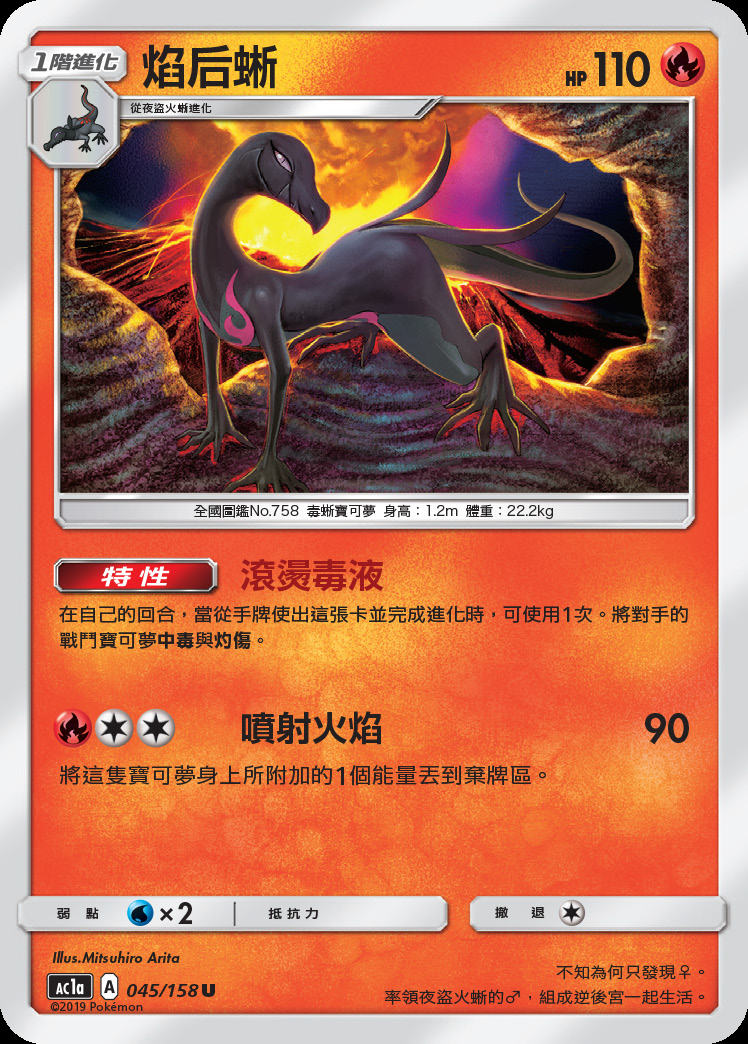 1階進化 焰后蜥 HP 110
從夜盜火蜥進化
全國圖鑑No.758 毒蜥寶可夢 身高：1.2m 體重：22.2kg
特性 滾燙毒液
在自己的回合，當從手牌使出這張卡並完成進化時，可使用1次。將對手的
戰鬥寶可夢中毒與灼傷。
噴射火焰 90
將這隻寶可夢身上所附加的1個能量丟到棄牌區。
弱點 ×2 抵抗力 撤退
Illus.Mitsuhiro Arita
AC1a A 045/158 U
©2019 Pokémon
不知為何只發現♀。
率領夜盜火蜥的♂，組成逆後宮一起生活。